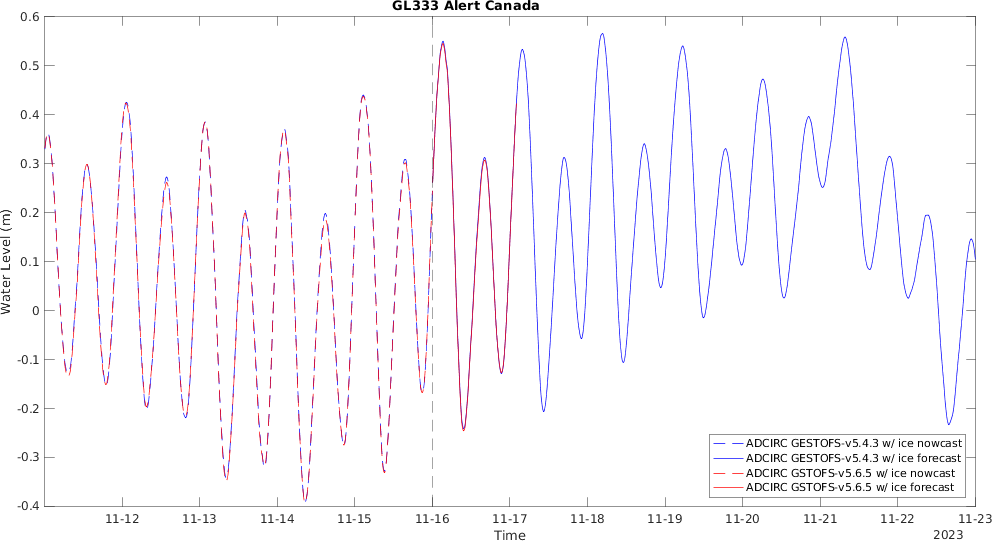 GL333 Alert Canada
0.6
0.5
0.4
0.3
0.2
0.1
0
-0.1
-0.2
-0.3
-0.4
Water Level (m)
ADCIRC GESTOFS-v5.4.3 w/ ice nowcast
ADCIRC GESTOFS-v5.4.3 w/ ice forecast
ADCIRC GSTOFS-v5.6.5 w/ ice nowcast
ADCIRC GSTOFS-v5.6.5 w/ ice forecast
11-12 11-13 11-14 11-15 11-16 11-17 11-18 11-19 11-20 11-21 11-22 11-23
Time
2023